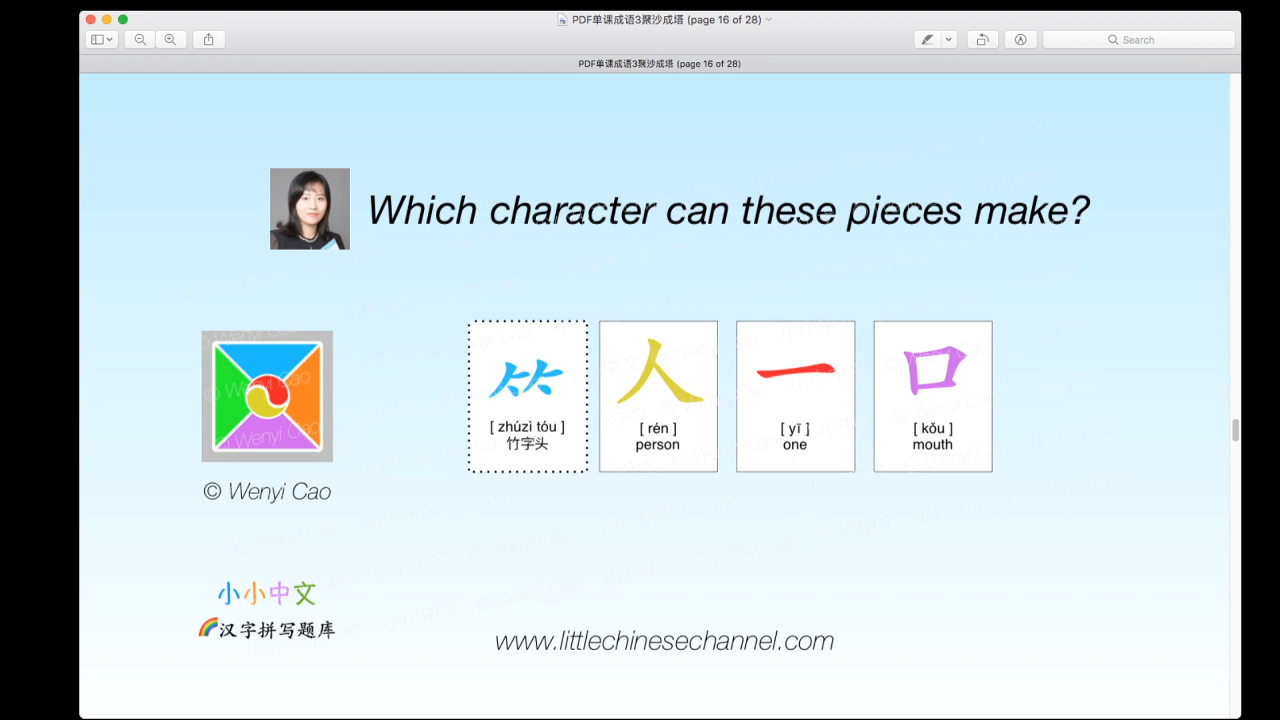 PDF单课成语3聚沙成塔 (page 16 of 28)
Search
PDF单课成语3聚沙成塔 (page 16 of 28)
Which character can these pieces make?
[ zhúzì tóu ]
竹字头
人
[ rén ]
person
一
[ yī ]
one
口
[ kǒu ]
mouth
© Wenyi Cao
小小中文
汉字拼写题库
www.littlechinesechannel.com